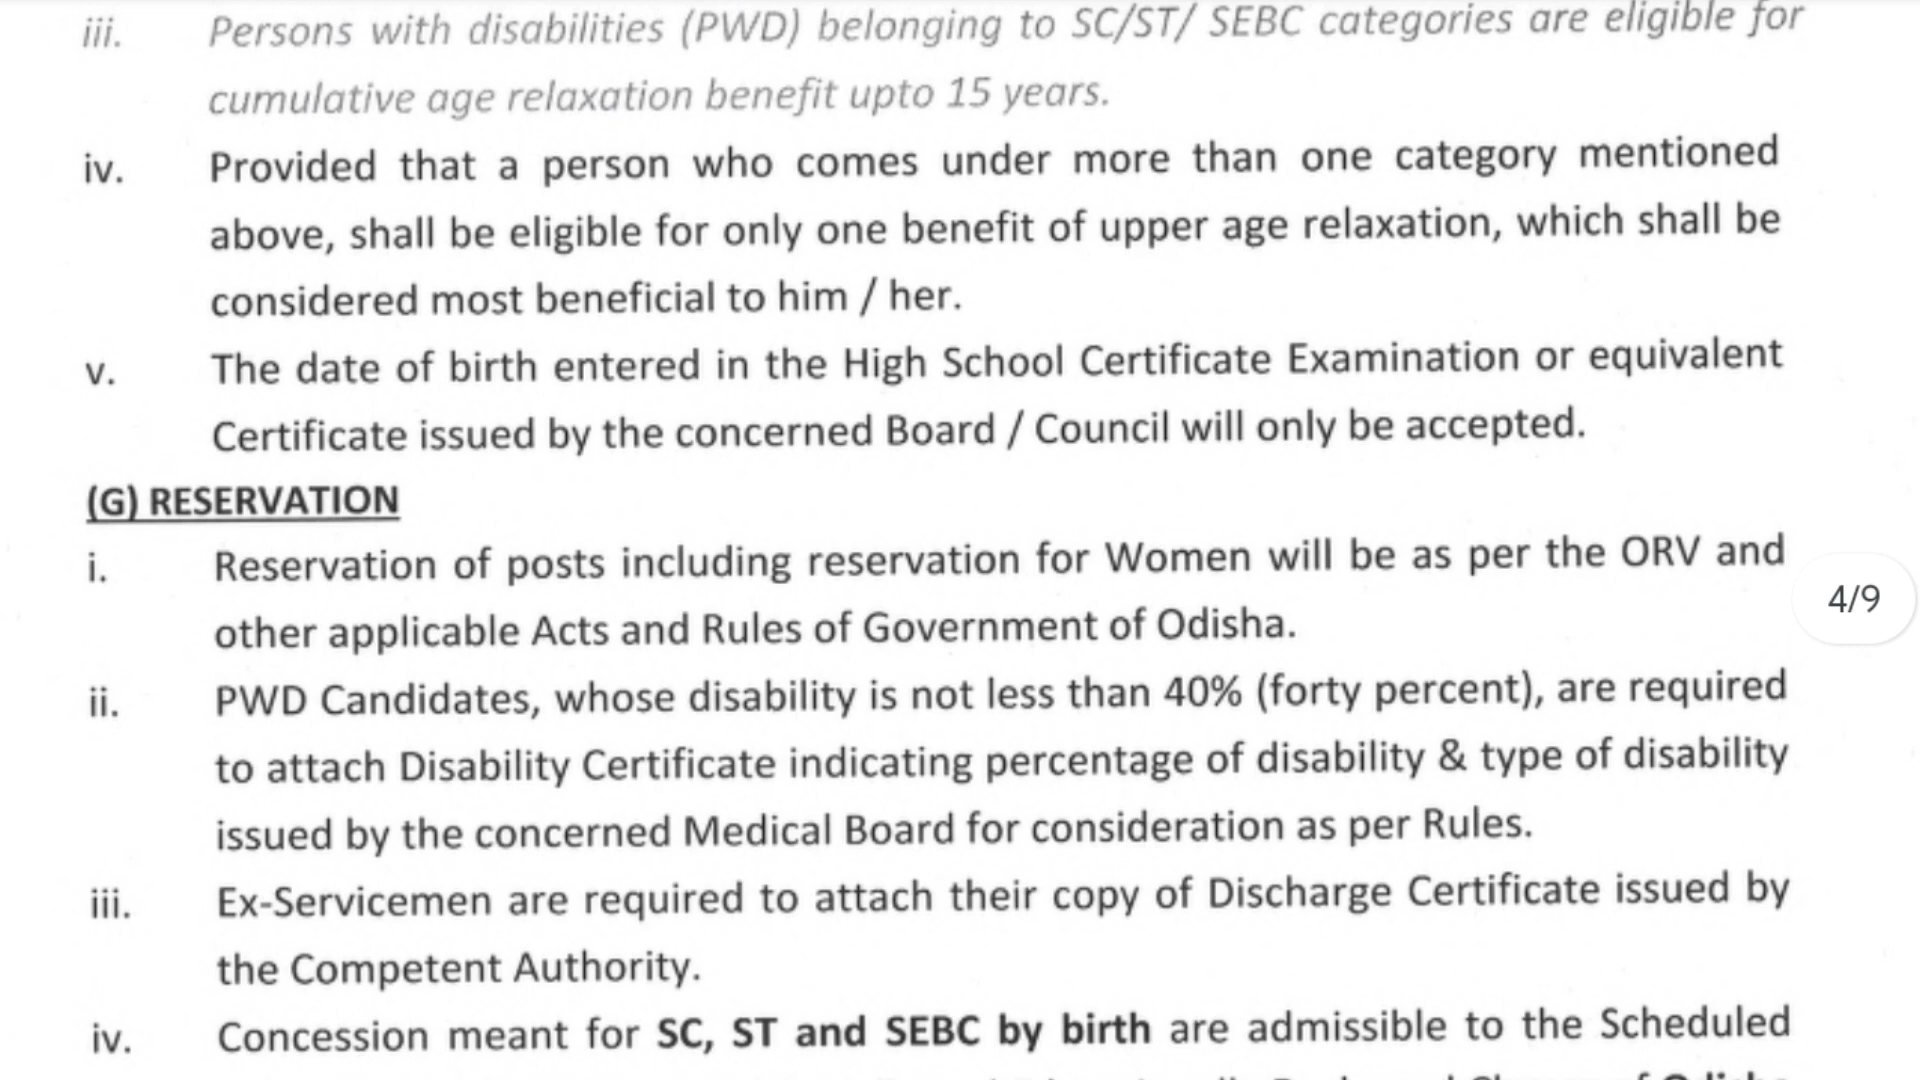 iii. Persons with disabilities (PWD) belonging to SC/ST/ SEBC categories are eligible for
cumulative age relaxation benefit upto 15 years.
iv. Provided that a person who comes under more than one category mentioned
above, shall be eligible for only one benefit of upper age relaxation, which shall be
considered most beneficial to him / her.
v. The date of birth entered in the High School Certificate Examination or equivalent
Certificate issued by the concerned Board / Council will only be accepted.
(G) RESERVATION
i. Reservation of posts including reservation for Women will be as per the ORV and
other applicable Acts and Rules of Government of Odisha.
4/9
ii. PWD Candidates, whose disability is not less than 40% (forty percent), are required
to attach Disability Certificate indicating percentage of disability & type of disability
issued by the concerned Medical Board for consideration as per Rules.
iii. Ex-Servicemen are required to attach their copy of Discharge Certificate issued by
the Competent Authority.
iv. Concession meant for SC, ST and SEBC by birth are admissible to the Scheduled